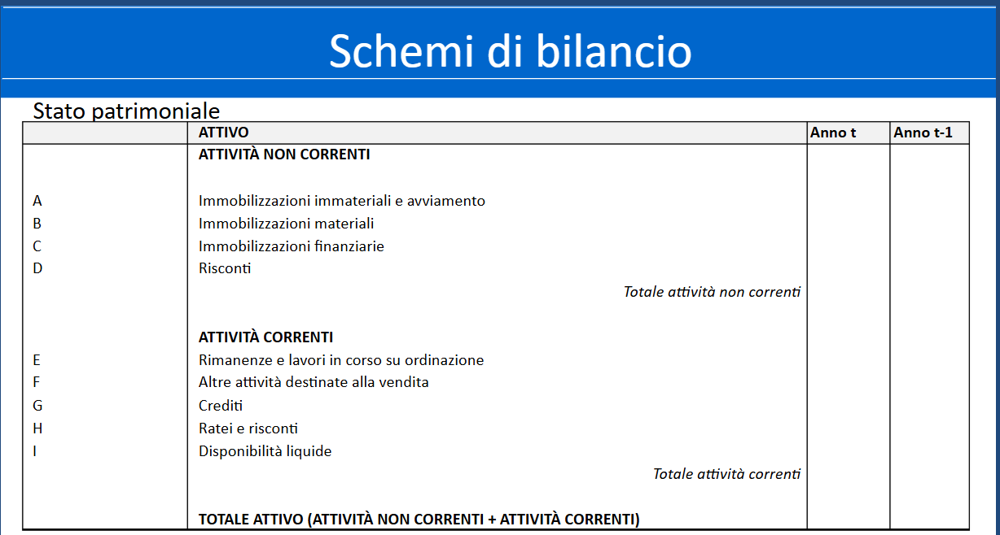 Schemi di bilancio
Stato patrimoniale
ATTIVO Anno t Anno t-1
ATTIVITÀ NON CORRENTI
A Immobilizzazioni immateriali e avviamento
B Immobilizzazioni materiali
C Immobilizzazioni finanziarie
D Risconti
Totale attività non correnti
ATTIVITÀ CORRENTI
E Rimanenze e lavori in corso su ordinazione
F Altre attività destinate alla vendita
G Crediti
H Ratei e risconti
I Disponibilità liquide
Totale attività correnti
TOTALE ATTIVO (ATTIVITÀ NON CORRENTI + ATTIVITÀ CORRENTI)